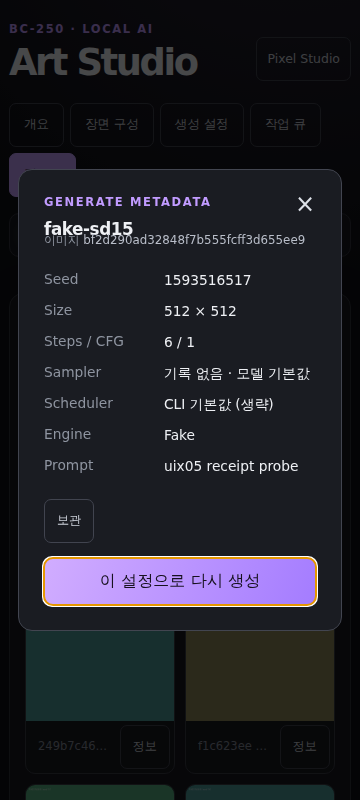 BC-250 · LOCAL AI
Art Studio
Pixel Studio
개요
장면 구성
생성 설정
작업 큐
GENERATE METADATA
×
fake-sd15
이미지 bf2d290ad32848f7b555fcff3d655ee9
Seed 1593516517
Size 512 × 512
Steps / CFG 6 / 1
Sampler 기록 없음 · 모델 기본값
Scheduler CLI 기본값 (생략)
Engine Fake
Prompt uix05 receipt probe
보관
이 설정으로 다시 생성
249b7c46… 정보
f1c623ee … 정보